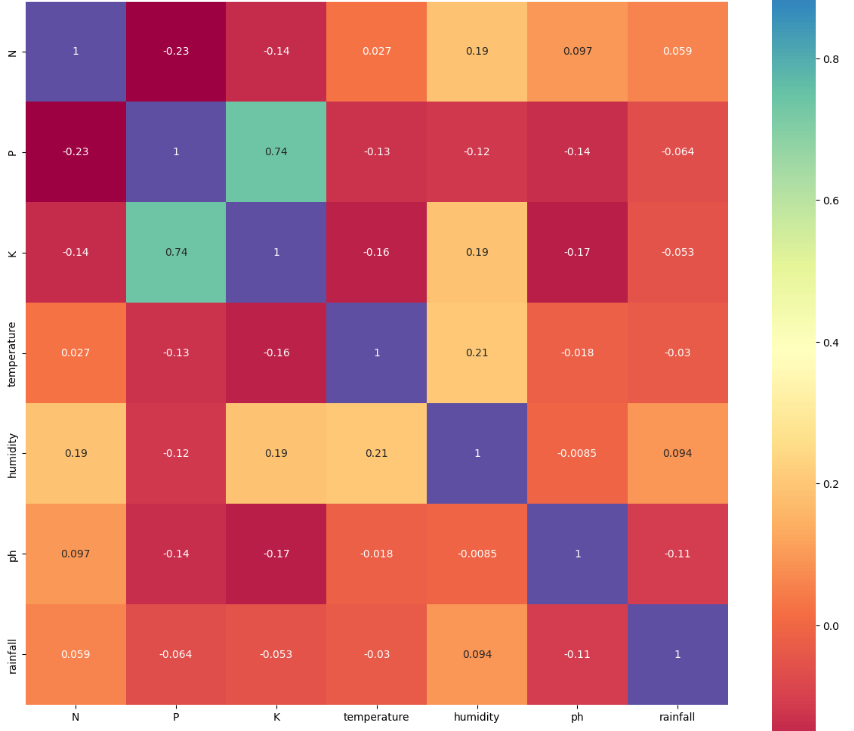 N 1 -0.23 -0.14 0.027 0.19 0.097 0.059
P -0.23 1 0.74 -0.13 -0.12 -0.14 -0.064
K -0.14 0.74 1 -0.16 0.19 -0.17 -0.053
temperature 0.027 -0.13 -0.16 1 0.21 -0.018 -0.03
humidity 0.19 -0.12 0.19 0.21 1 -0.0085 0.094
ph 0.097 -0.14 -0.17 -0.018 -0.0085 1 -0.11
rainfall 0.059 -0.064 -0.053 -0.03 0.094 -0.11 1
N P K temperature humidity ph rainfall
0.8
0.6
0.4
0.2
0.0